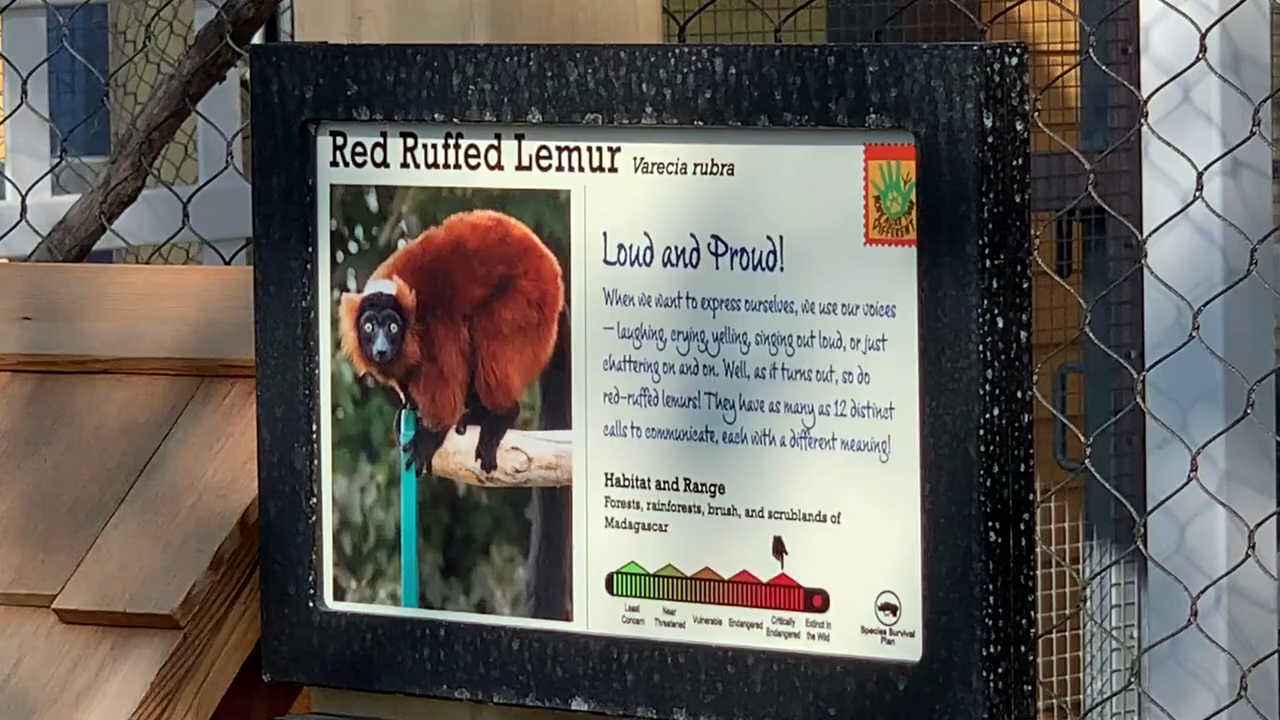 Red Ruffed Lemur Varecia rubra
DIFFERENT
Loud and Proud!
When we want to express ourselves, we use our voices
—laughing, crying, yelling, singing out loud, or just
chattering on and on. Well, as it turns out, so do
red-ruffed lemurs! They have as many as 12 distinct
calls to communicate, each with a different meaning!
Habitat and Range
Forests, rainforests, brush, and scrublands of
Madagascar
Least Concern
Near Threatened
Vulnerable
Endangered
Critically Endangered
Extinct in the Wild
Species Survival
Plan